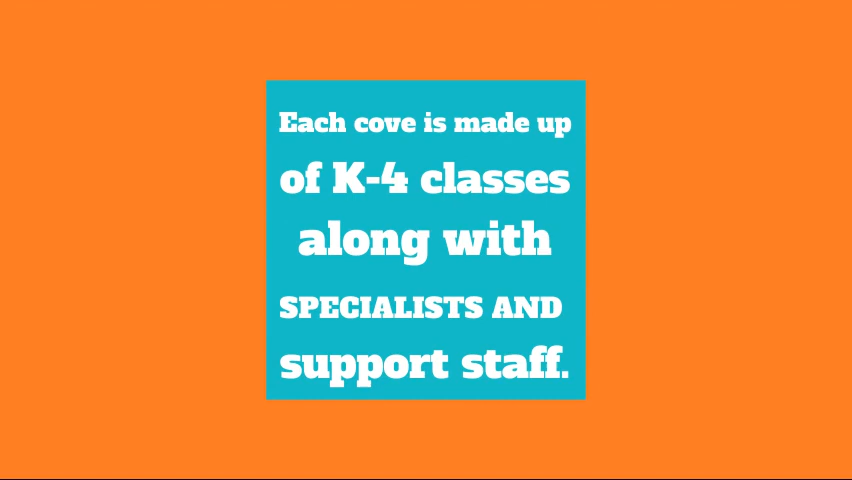 Each cove is made up
of K-4 classes
along with
SPECIALISTS AND
support staff.